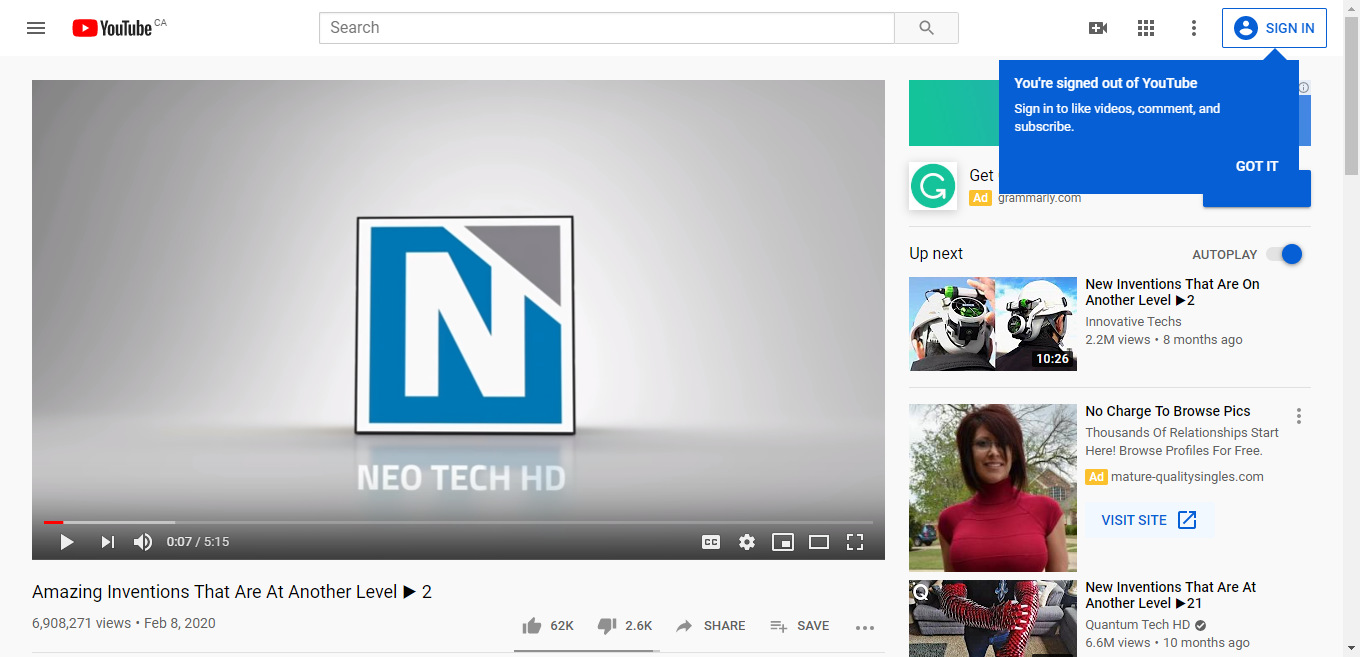 YouTube CA
Search
SIGN IN
You're signed out of YouTube
Sign in to like videos, comment, and
subscribe.
GOT IT
Get
Ad grammarly.com
N
NEO TECH HD
0:07 / 5:15
CC
Up next
AUTOPLAY
10:26
New Inventions That Are On
Another Level ▶2
Innovative Techs
2.2M views • 8 months ago
No Charge To Browse Pics
Thousands Of Relationships Start
Here! Browse Profiles For Free.
Ad mature-qualitysingles.com
VISIT SITE
Amazing Inventions That Are At Another Level ▶ 2
6,908,271 views • Feb 8, 2020
62K
2.6K
SHARE
SAVE
Q
New Inventions That Are At
Another Level ▶21
Quantum Tech HD
6.6M views • 10 months ago